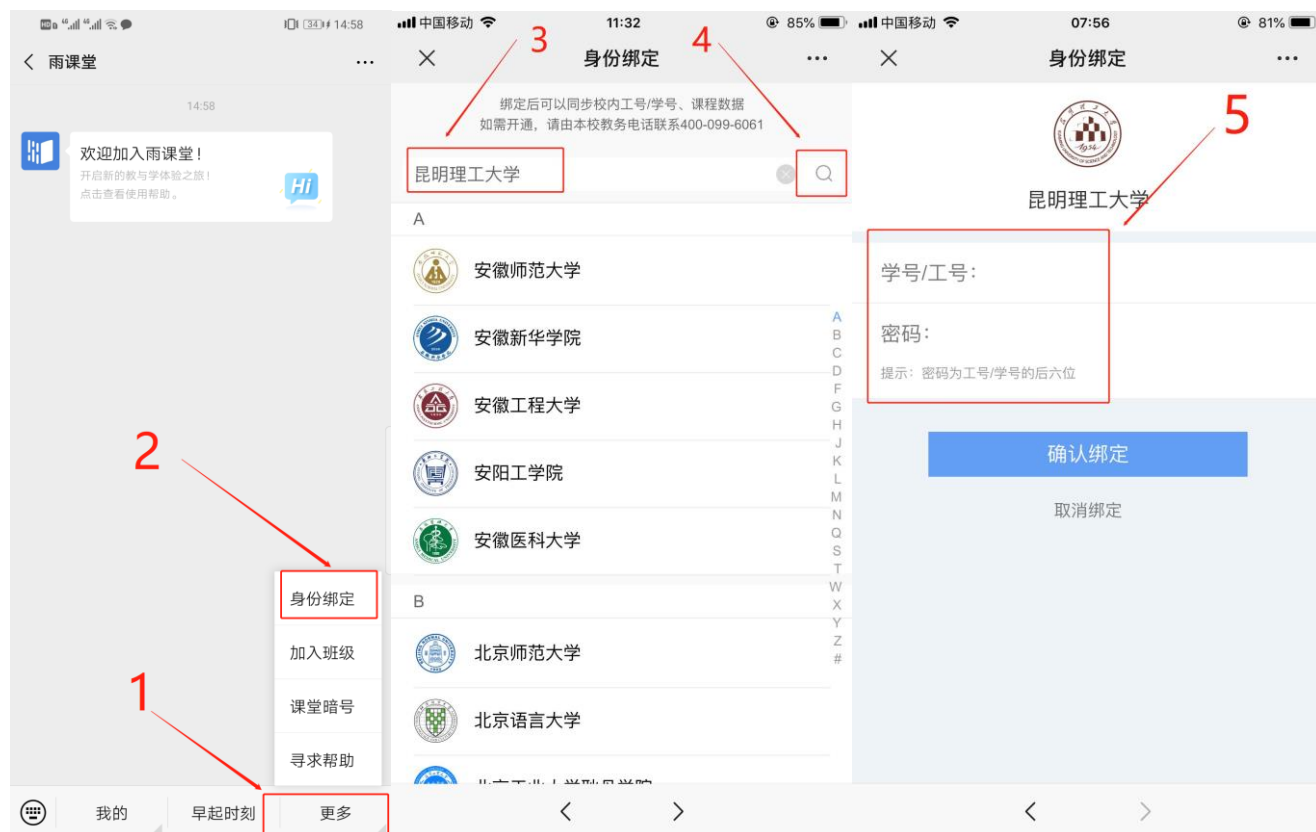 14:58
雨课堂
...
14:58
欢迎加入雨课堂！
开启新的教与学体验之旅！
点击查看使用帮助。
Hi
2
身份绑定
加入班级
课堂暗号
寻求帮助
1
我的
早起时刻
更多
中国移动
11:32
85%
3
4
身份绑定
...
绑定后可以同步校内工号/学号、课程数据
如需开通，请由本校教务电话联系400-099-6061
昆明理工大学
A
安徽师范大学
安徽新华学院
安徽工程大学
安阳工学院
安徽医科大学
B
北京师范大学
北京语言大学
A
B
C
D
F
G
H
J
K
L
M
N
Q
S
T
W
X
Y
Z
#
中国移动
07:56
81%
身份绑定
...
5
1954
昆明理工大学
学号/工号：
密码：
提示：密码为工号/学号的后六位
确认绑定
取消绑定